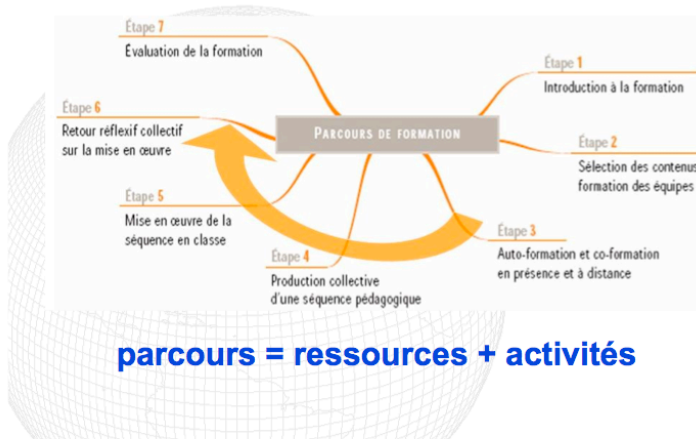 PARCOURS DE FORMATION
Étape 1
Introduction à la formation
Étape 2
Sélection des contenus
formation des équipes
Étape 3
Auto-formation et co-formation
en présence et à distance
Étape 4
Production collective
d'une séquence pédagogique
Étape 5
Mise en œuvre de la
séquence en classe
Étape 6
Retour réflexif collectif
sur la mise en œuvre
Étape 7
Évaluation de la formation
parcours = ressources + activités